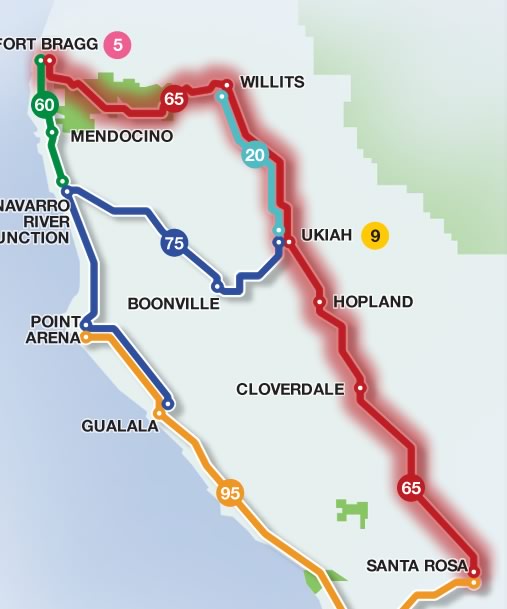 FORT BRAGG 5
WILLITS
65
60
MENDOCINO
20
NAVARRO
RIVER
UNCTION
UKIAH 9
75
BOONVILLE
HOPLAND
POINT
ARENA
CLOVERDALE
GUALALA
95
65
SANTA ROSA